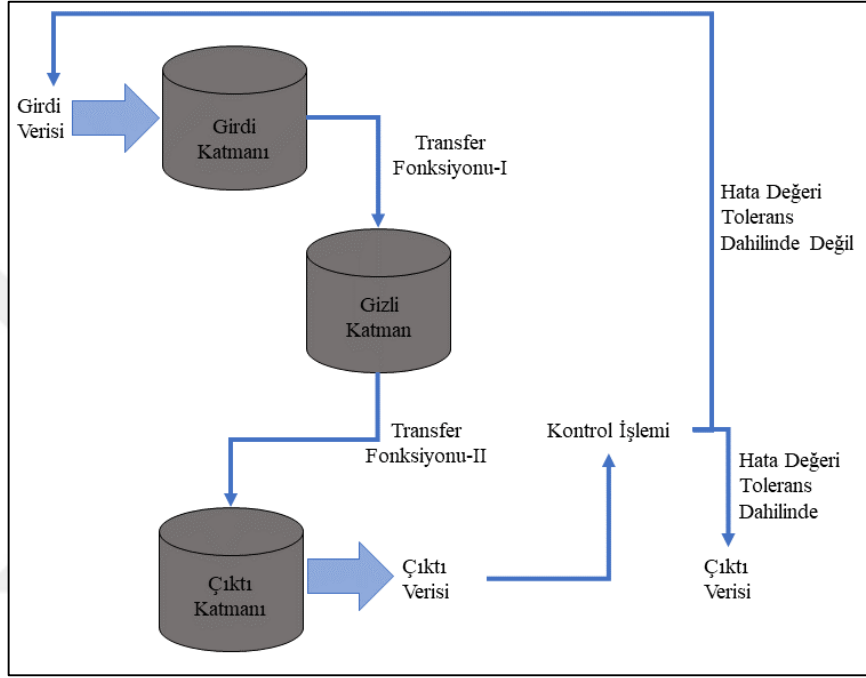 Girdi
Verisi
Girdi
Katmanı
Transfer
Fonksiyonu-I
Hata Değeri
Tolerans
Dahilinde Değil
Gizli
Katman
Transfer
Fonksiyonu-II
Kontrol İşlemi
Hata Değeri
Tolerans
Dahilinde
Çıktı
Katmanı
Çıktı
Verisi
Çıktı
Verisi